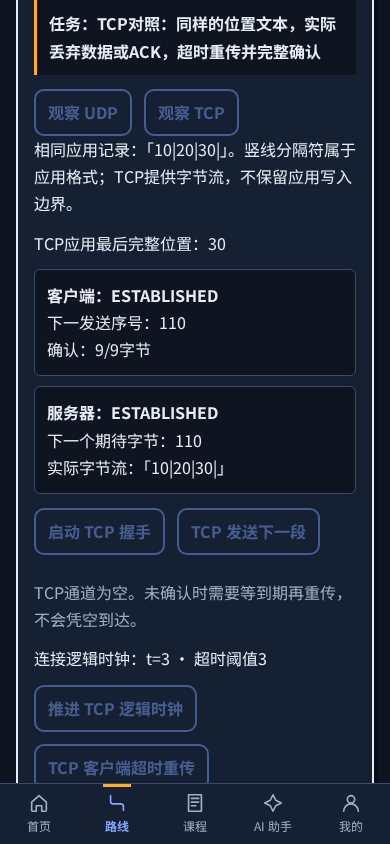 任务：TCP对照：同样的位置文本，实际
丢弃数据或ACK，超时重传并完整确认
观察 UDP
观察 TCP
相同应用记录：「10|20|30|」。竖线分隔符属于
应用格式；TCP提供字节流，不保留应用写入
边界。
TCP应用最后完整位置：30
客户端：ESTABLISHED
下一发送序号：110
确认：9/9字节
服务器：ESTABLISHED
下一个期待字节：110
实际字节流：「10|20|30|」
启动 TCP 握手
TCP 发送下一段
TCP通道为空。未确认时需要等到期再重传，
不会凭空到达。
连接逻辑时钟：t=3 · 超时阈值3
推进 TCP 逻辑时钟
TCP 客户端超时重传
首页
路线
课程
AI 助手
我的